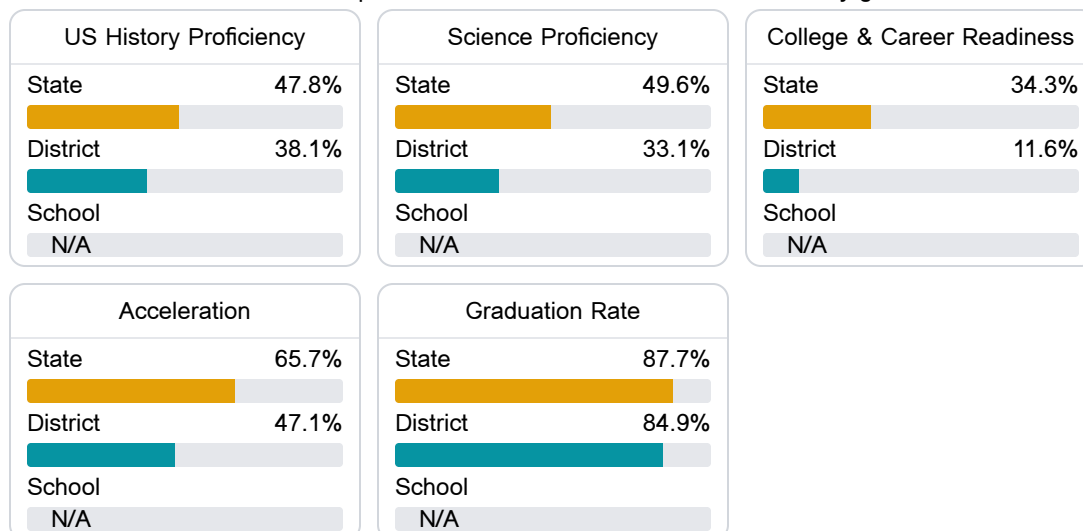 US History Proficiency
State 47.8%
District 38.1%
School
N/A
Science Proficiency
State 49.6%
District 33.1%
School
N/A
College & Career Readiness
State 34.3%
District 11.6%
School
N/A
Acceleration
State 65.7%
District 47.1%
School
N/A
Graduation Rate
State 87.7%
District 84.9%
School
N/A